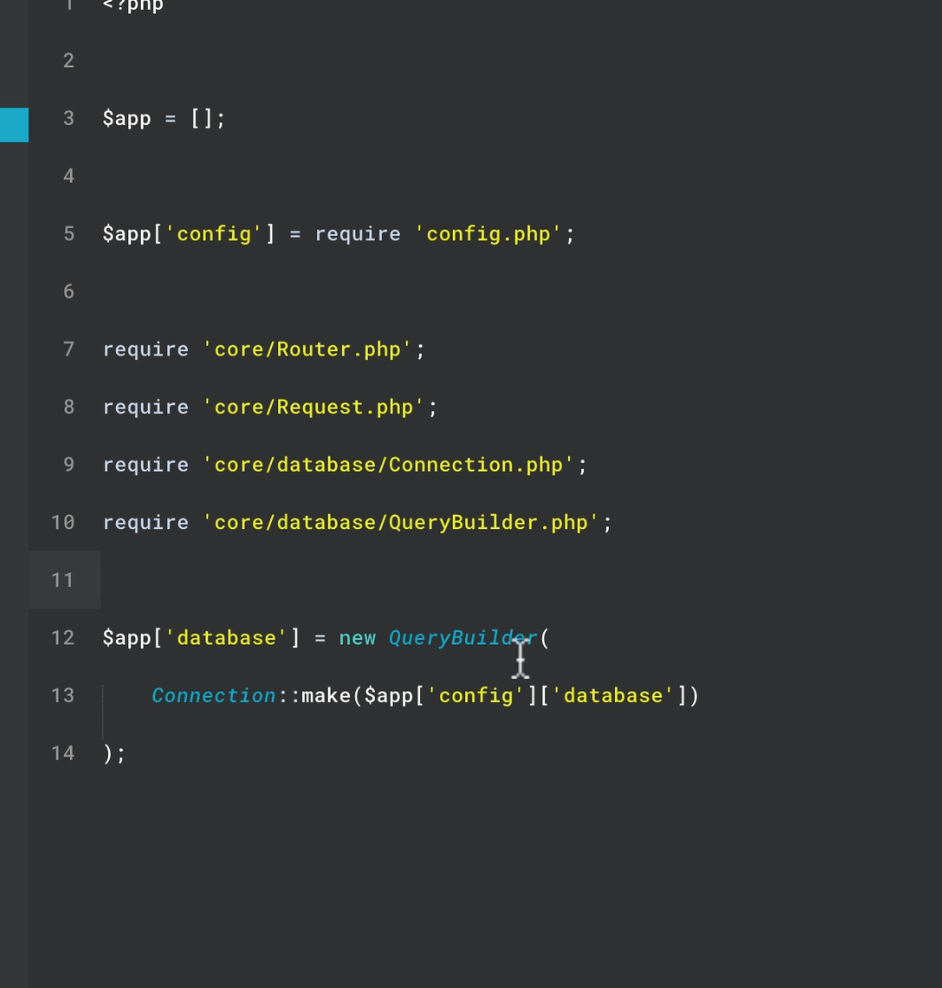 1 <?php
2
3 $app = [];
4
5 $app['config'] = require 'config.php';
6
7 require 'core/Router.php';
8 require 'core/Request.php';
9 require 'core/database/Connection.php';
10 require 'core/database/QueryBuilder.php';
11
12 $app['database'] = new QueryBuilder(
13     Connection::make($app['config']['database'])
14 );